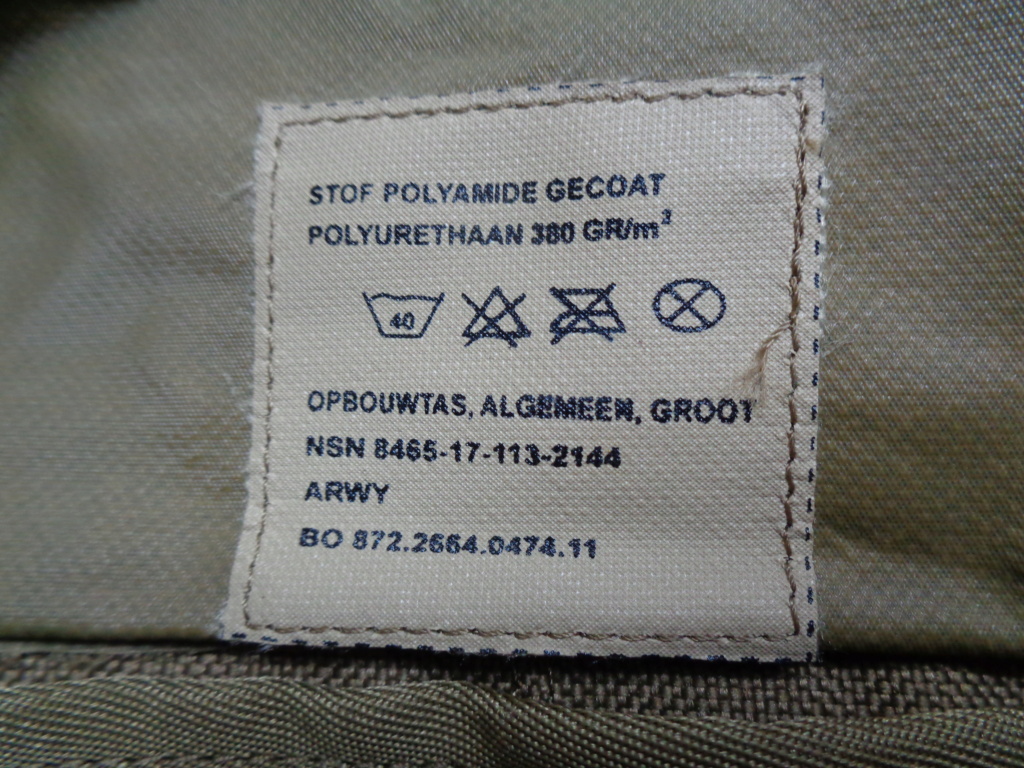 STOF POLYAMIDE GECOAT
POLYURETHAAN 380 GR/m³
40
OPBOUWTAS, ALGEMEEN, GROOT
NSN 8465-17-113-2144
ARWY
BO 872.2664.0474.11